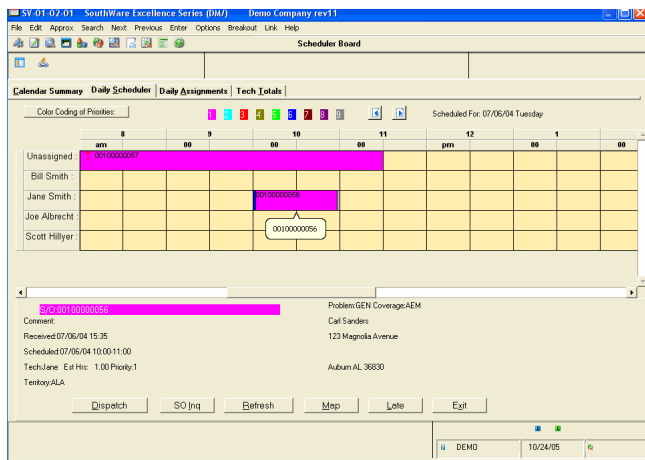 SV-01-02-01 SouthWare Excellence Series (DMJ) Demo Company rev11
File Edit Approx Search Next Previous Enter Options Breakout Link Help
Scheduler Board
Calendar Summary Daily Scheduler Daily Assignments Tech Totals
Color Coding of Priorities: 1 2 3 4 5 6 7 8 9 Scheduled For: 07/06/04 Tuesday
8 9 10 11 12 1
am 00 00 00 pm 00 00
Unassigned : ? 00100000057
Bill Smith :
Jane Smith : 00100000056
Joe Albrecht :
00100000056
Scott Hillyer :
S/O:00100000056 Problem:GEN Coverage:AEM
Comment: Carl Sanders
Received:07/06/04 15:35 123 Magnolia Avenue
Scheduled:07/06/04 10:00-11:00
Tech:Jane Est Hrs: 1.00 Priority:1 Auburn AL 36830
Territory:ALA
Dispatch SO Inq Refresh Map Late Exit
DEMO 10/24/05